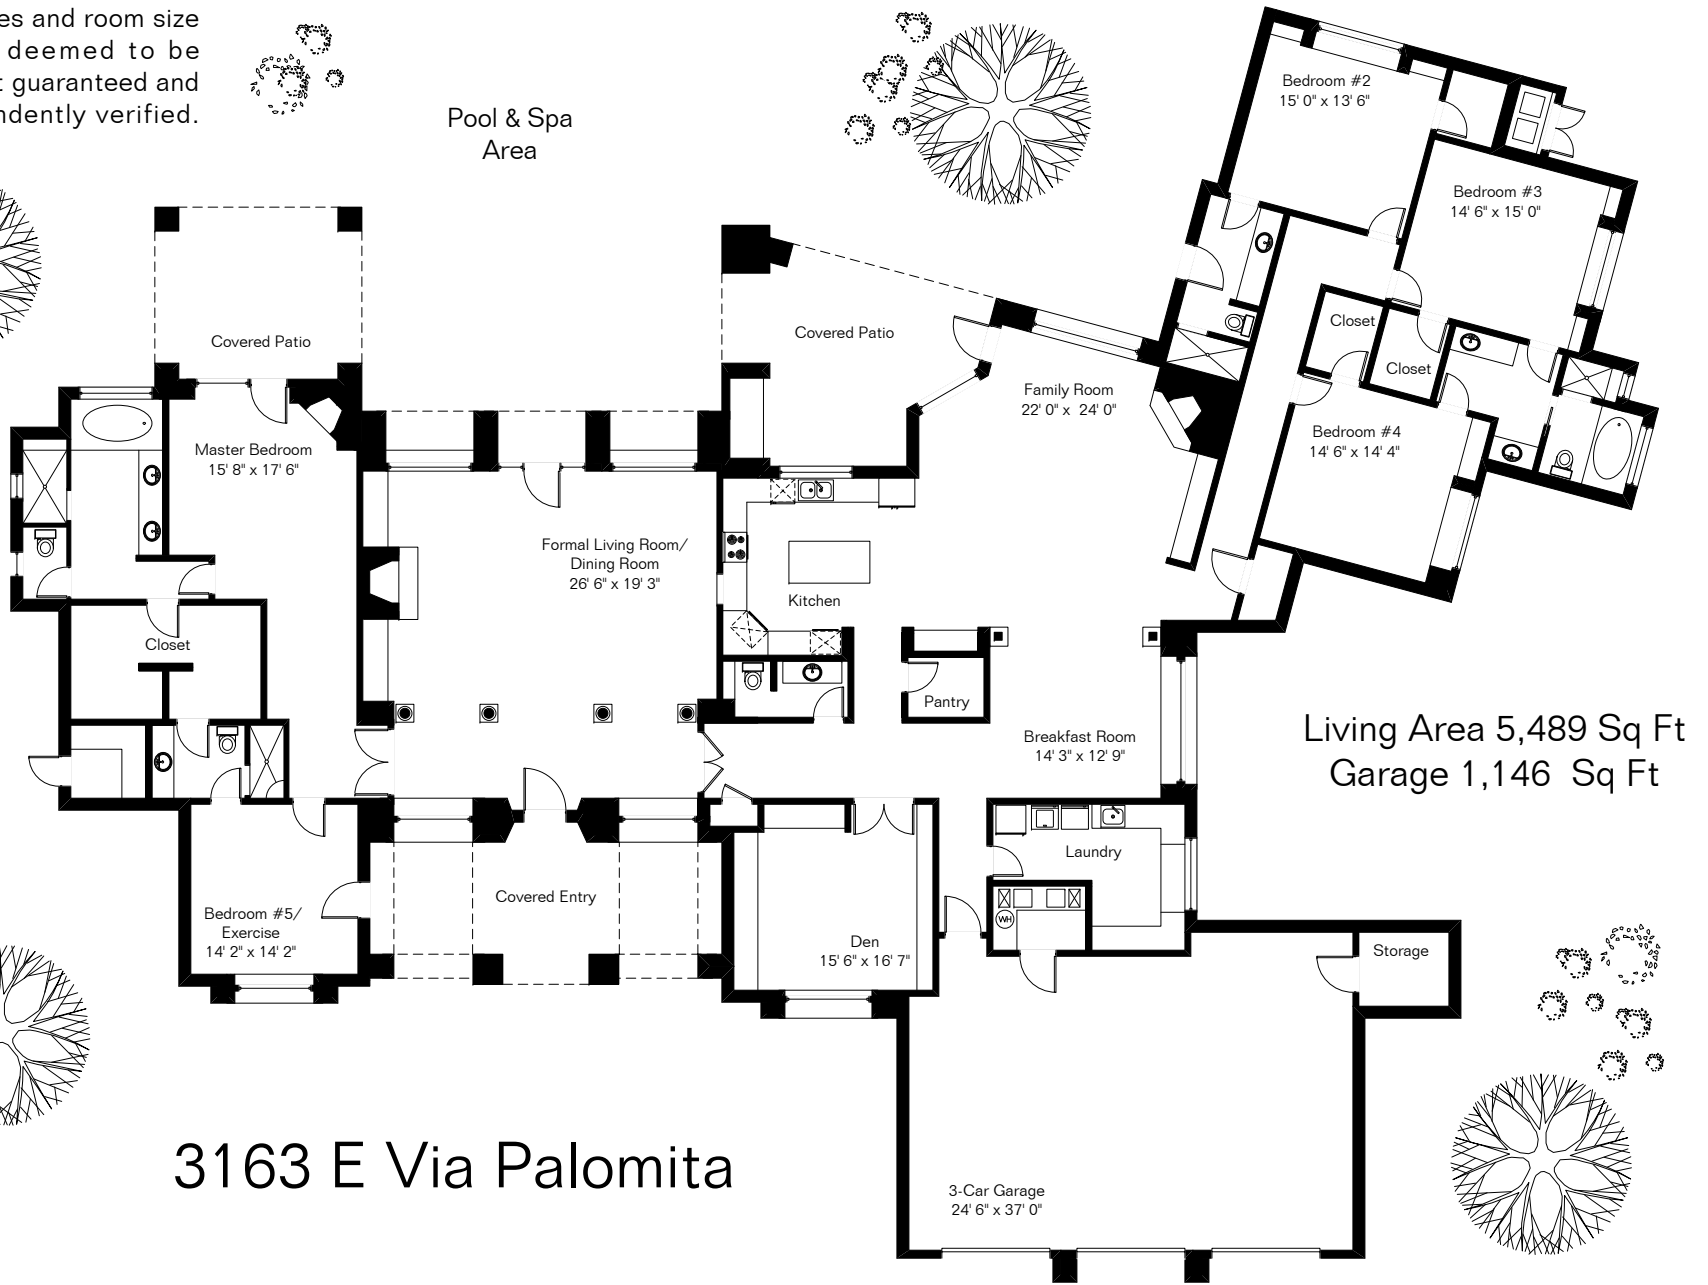 es and room size
deemed to be
t guaranteed and
ndently verified.
Pool & Spa
Area
Bedroom #2
15' 0" x 13' 6"
Bedroom #3
14' 6" x 15' 0"
Covered Patio
Covered Patio
Closet
Closet
Family Room
22' 0" x 24' 0"
Master Bedroom
15' 8" x 17' 6"
Bedroom #4
14' 6" x 14' 4"
Formal Living Room/
Dining Room
26' 6" x 19' 3"
Kitchen
Closet
Pantry
Breakfast Room
14' 3" x 12' 9"
Living Area 5,489 Sq Ft
Garage 1,146 Sq Ft
Laundry
Covered Entry
WH
Bedroom #5/
Exercise
14' 2" x 14' 2"
Den
15' 6" x 16' 7"
Storage
3163 E Via Palomita
3-Car Garage
24' 6" x 37' 0"